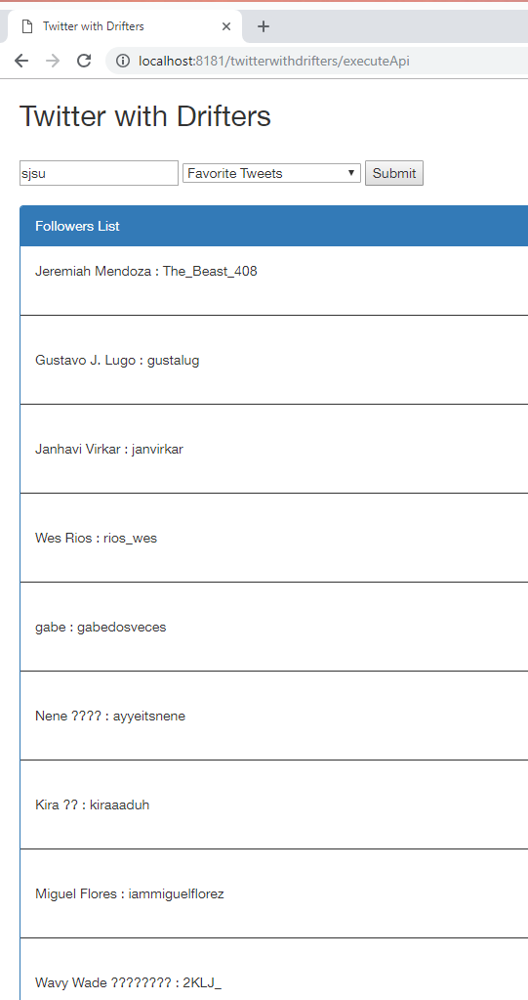 Twitter with Drifters
localhost:8181/twitterwithdrifters/executeApi
Twitter with Drifters
sjsu Favorite Tweets Submit
Followers List
Jeremiah Mendoza : The_Beast_408
Gustavo J. Lugo : gustalug
Janhavi Virkar : janvirkar
Wes Rios : rios_wes
gabe : gabedosveces
Nene ???? : ayyeitsnene
Kira ?? : kiraaaduh
Miguel Flores : iammiguelflorez
Wavy Wade ???????? : 2KLJ_